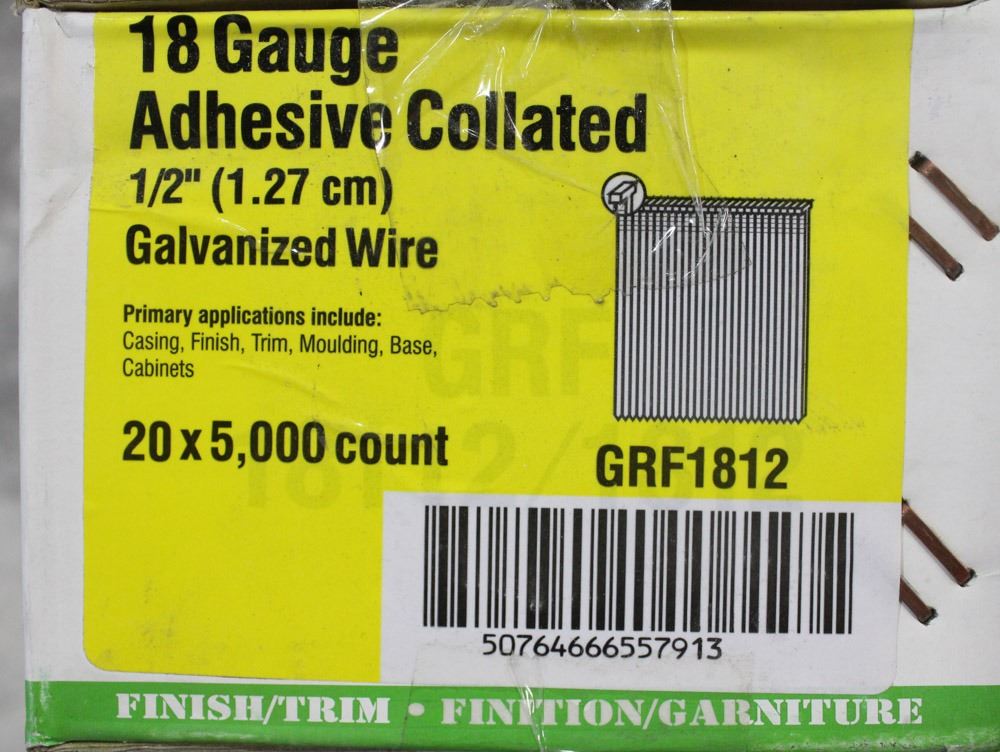 18 Gauge
Adhesive Collated
1/2" (1.27 cm)
Galvanized Wire
Primary applications include:
Casing, Finish, Trim, Moulding, Base,
Cabinets
20 x 5,000 count
GRF
GRF1812
50764666557913
FINISH/TRIM • FINITION/GARNITURE